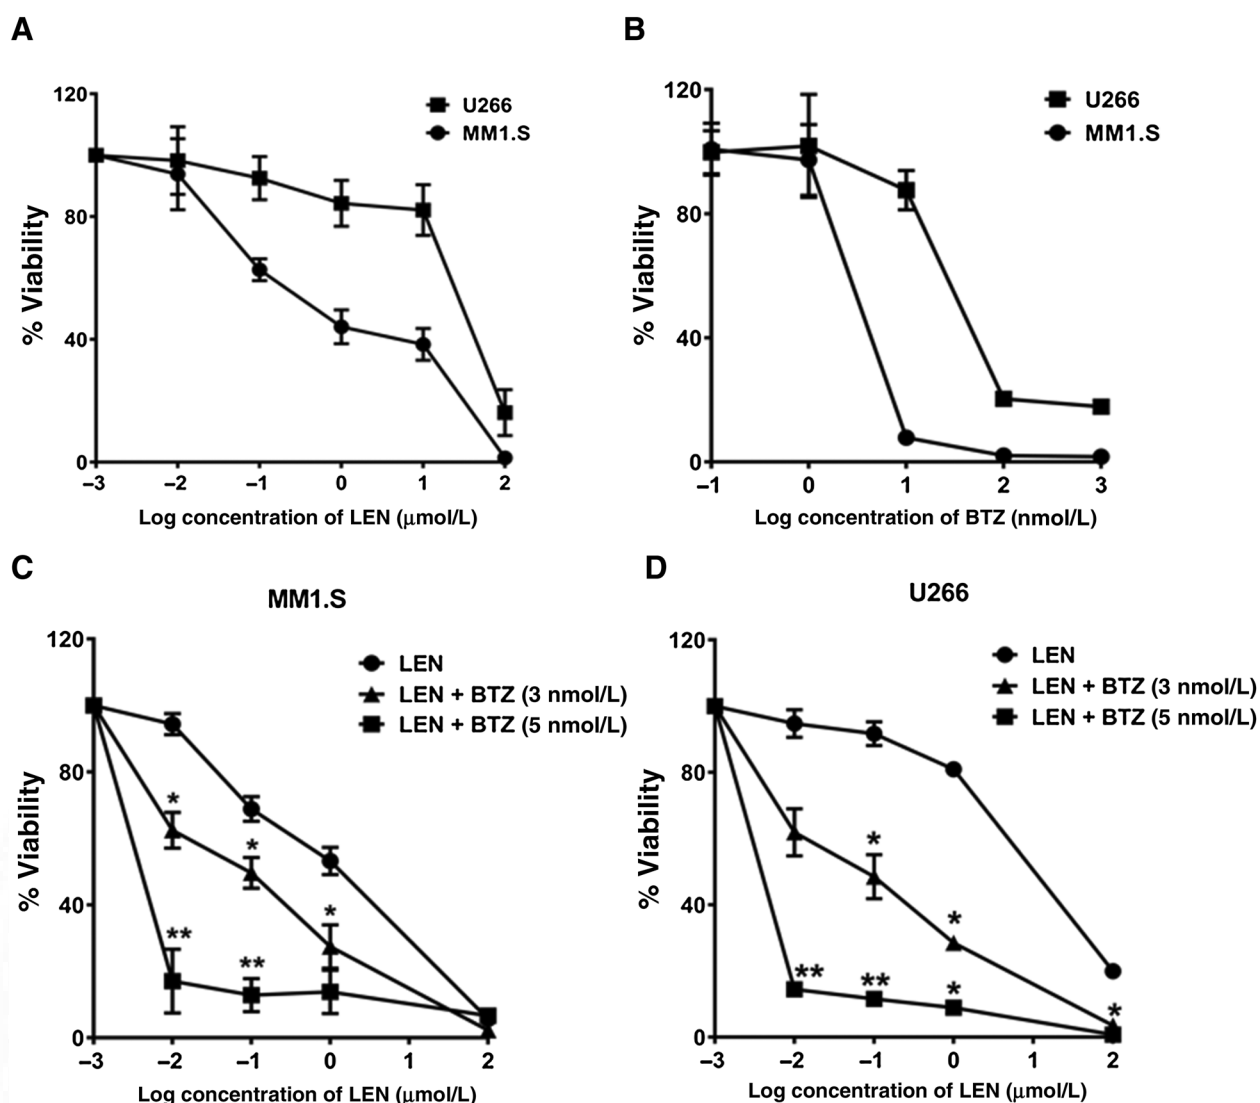 A
120
80
40
0
% Viability
U266
MM1.S
–3 –2 –1 0 1 2
Log concentration of LEN (μmol/L)
B
120
80
40
0
% Viability
U266
MM1.S
–1 0 1 2 3
Log concentration of BTZ (nmol/L)
C
MM1.S
120
80
40
0
% Viability
LEN
LEN + BTZ (3 nmol/L)
LEN + BTZ (5 nmol/L)
*
*
*
**
**
–3 –2 –1 0 1 2
Log concentration of LEN (μmol/L)
D
U266
120
80
40
0
% Viability
LEN
LEN + BTZ (3 nmol/L)
LEN + BTZ (5 nmol/L)
*
*
**
**
*
*
–3 –2 –1 0 1 2
Log concentration of LEN (μmol/L)